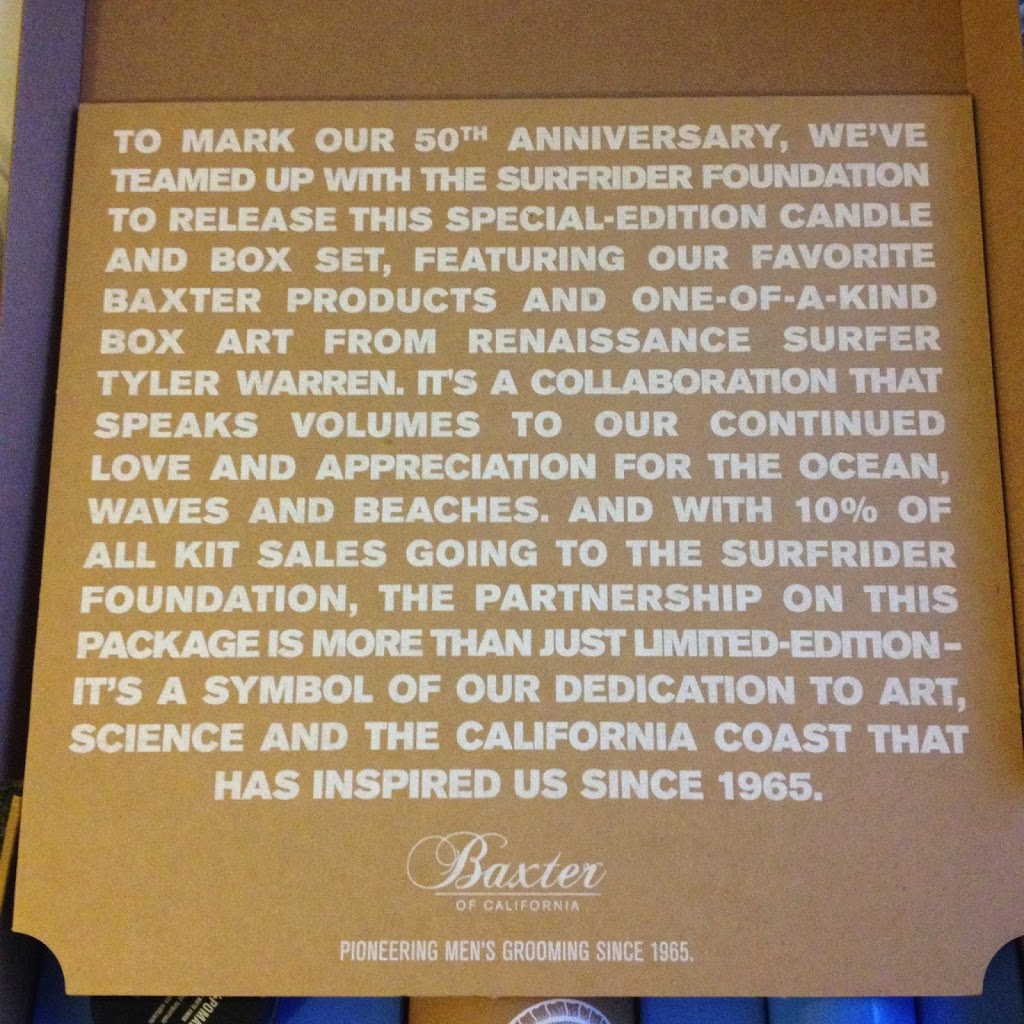 TO MARK OUR 50TH ANNIVERSARY, WE'VE
TEAMED UP WITH THE SURFRIDER FOUNDATION
TO RELEASE THIS SPECIAL-EDITION CANDLE
AND BOX SET, FEATURING OUR FAVORITE
BAXTER PRODUCTS AND ONE-OF-A-KIND
BOX ART FROM RENAISSANCE SURFER
TYLER WARREN. IT'S A COLLABORATION THAT
SPEAKS VOLUMES TO OUR CONTINUED
LOVE AND APPRECIATION FOR THE OCEAN,
WAVES AND BEACHES. AND WITH 10% OF
ALL KIT SALES GOING TO THE SURFRIDER
FOUNDATION, THE PARTNERSHIP ON THIS
PACKAGE IS MORE THAN JUST LIMITED-EDITION–
IT'S A SYMBOL OF OUR DEDICATION TO ART,
SCIENCE AND THE CALIFORNIA COAST THAT
HAS INSPIRED US SINCE 1965.
Baxter
OF CALIFORNIA
PIONEERING MEN'S GROOMING SINCE 1965.